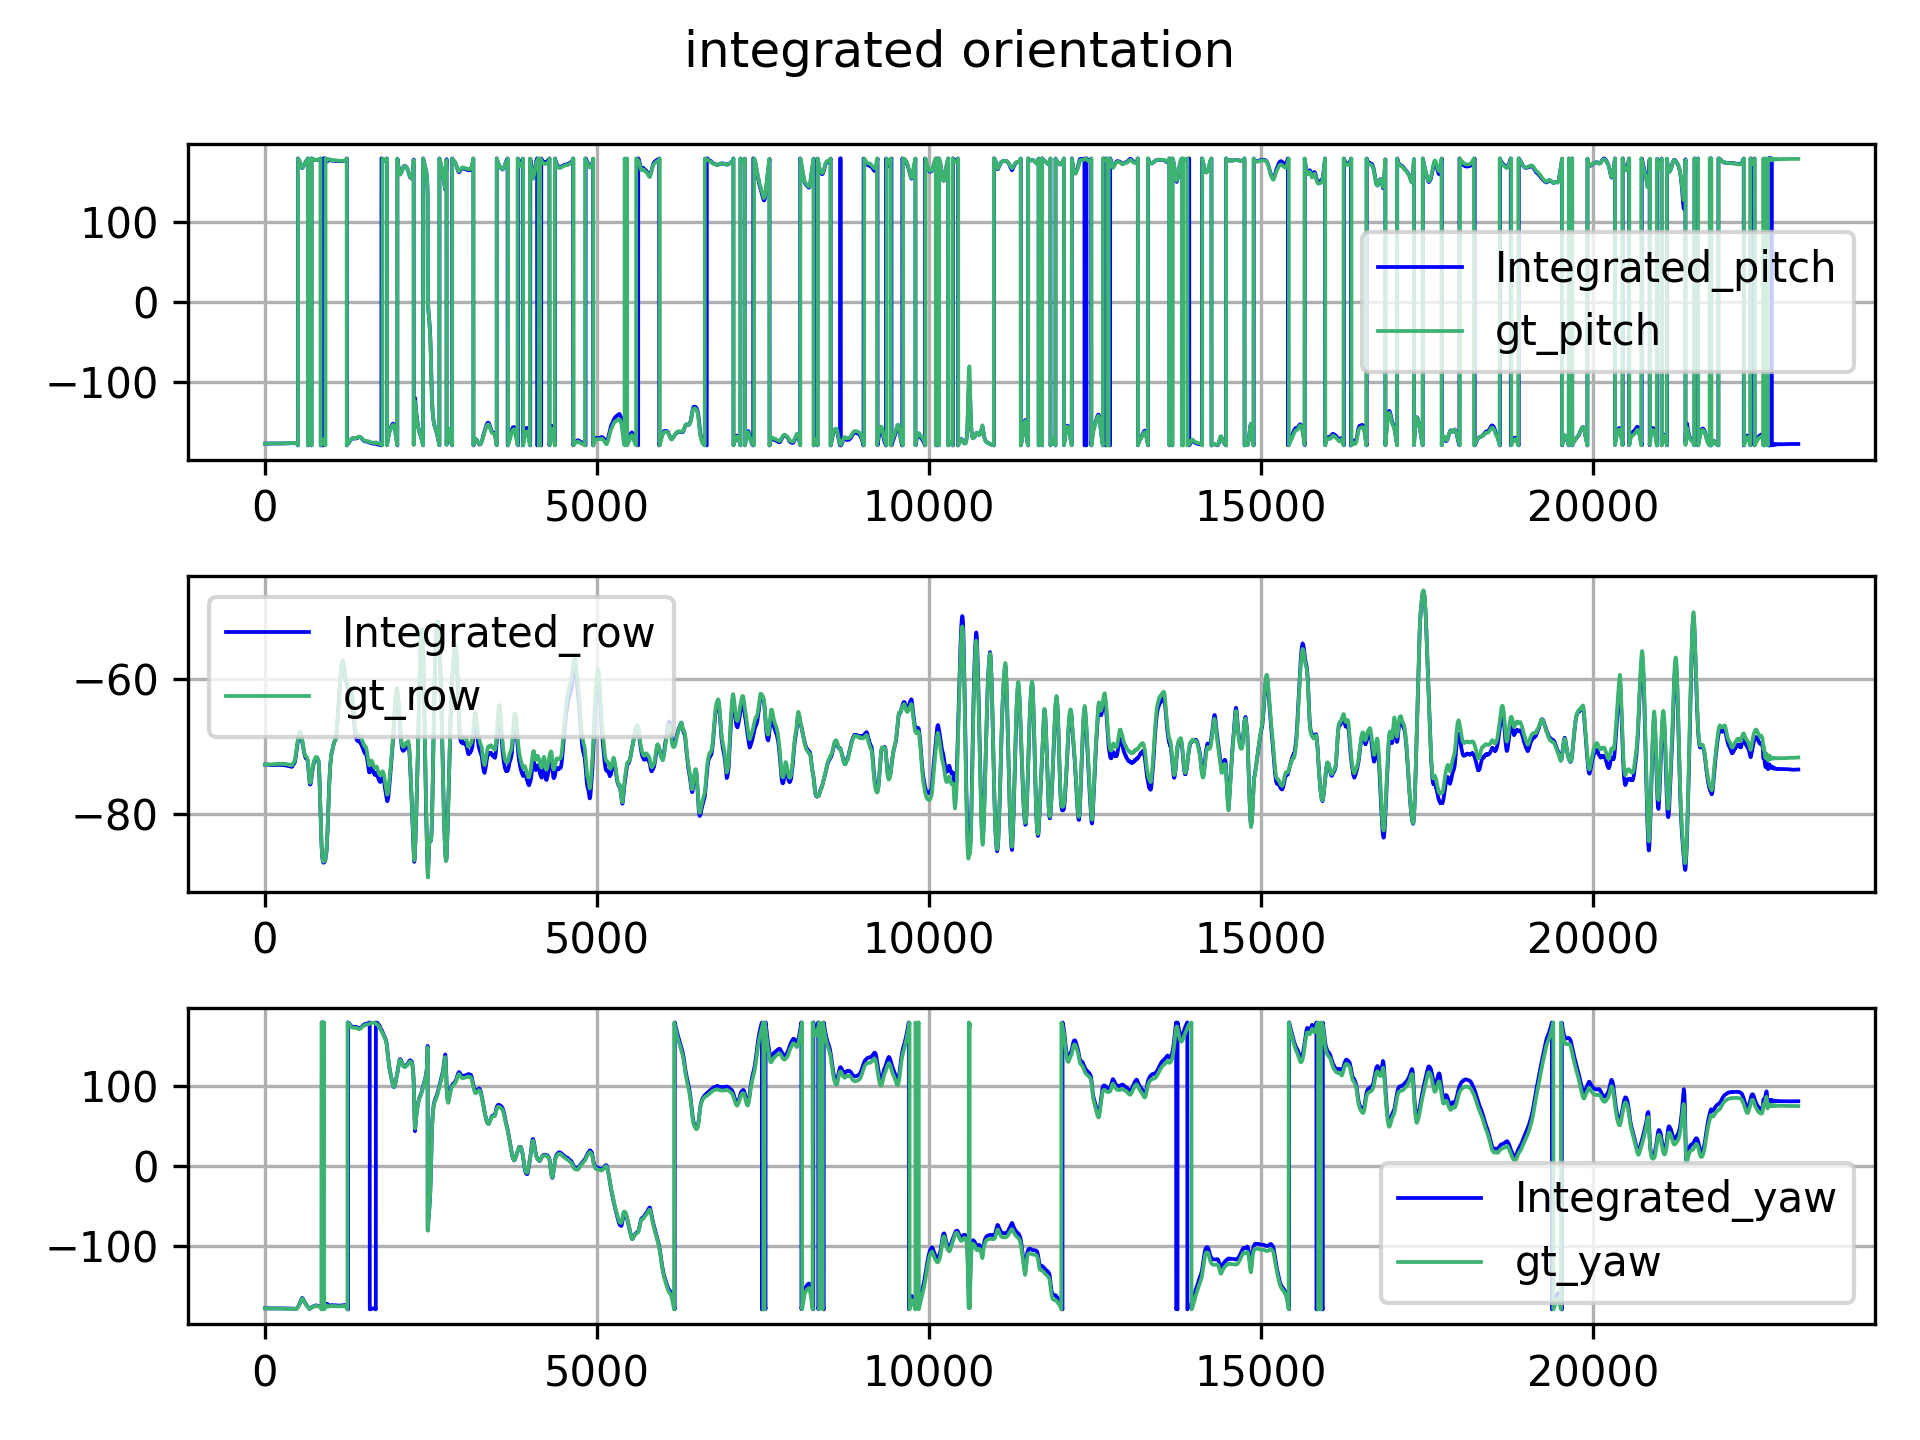 integrated orientation
100
0
−100
Integrated_pitch
gt_pitch
0 5000 10000 15000 20000
−60
−80
Integrated_row
gt_row
0 5000 10000 15000 20000
100
0
−100
Integrated_yaw
gt_yaw
0 5000 10000 15000 20000